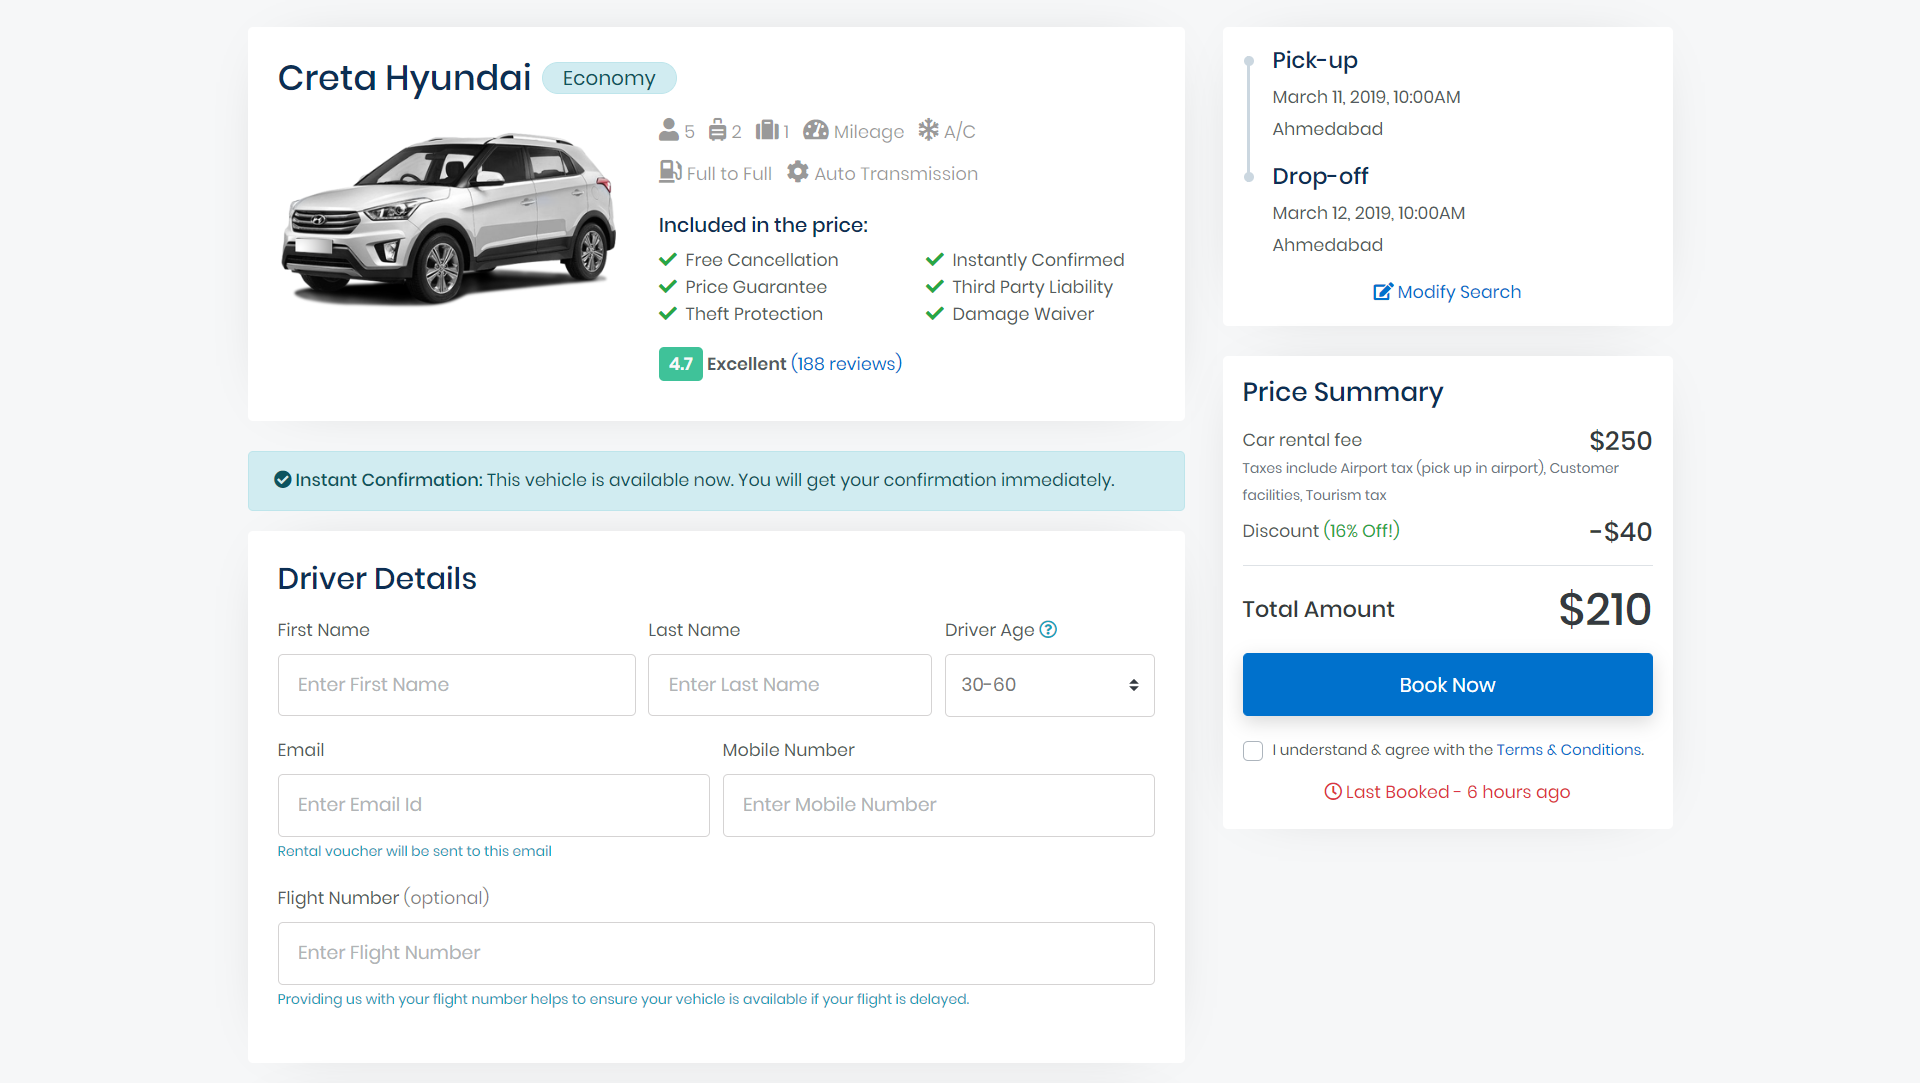 Creta Hyundai Economy
5 2 1 Mileage A/C
Full to Full Auto Transmission
Included in the price:
Free Cancellation
Instantly Confirmed
Price Guarantee
Third Party Liability
Theft Protection
Damage Waiver
4.7 Excellent (188 reviews)
Instant Confirmation: This vehicle is available now. You will get your confirmation immediately.
Driver Details
First Name
Last Name
Driver Age
Enter First Name
Enter Last Name
30-60
Email
Mobile Number
Enter Email Id
Enter Mobile Number
Rental voucher will be sent to this email
Flight Number (optional)
Enter Flight Number
Providing us with your flight number helps to ensure your vehicle is available if your flight is delayed.
Pick-up
March 11, 2019, 10:00AM
Ahmedabad
Drop-off
March 12, 2019, 10:00AM
Ahmedabad
Modify Search
Price Summary
Car rental fee $250
Taxes include Airport tax (pick up in airport), Customer
facilities, Tourism tax
Discount (16% Off!) -$40
Total Amount $210
Book Now
I understand & agree with the Terms & Conditions.
Last Booked - 6 hours ago